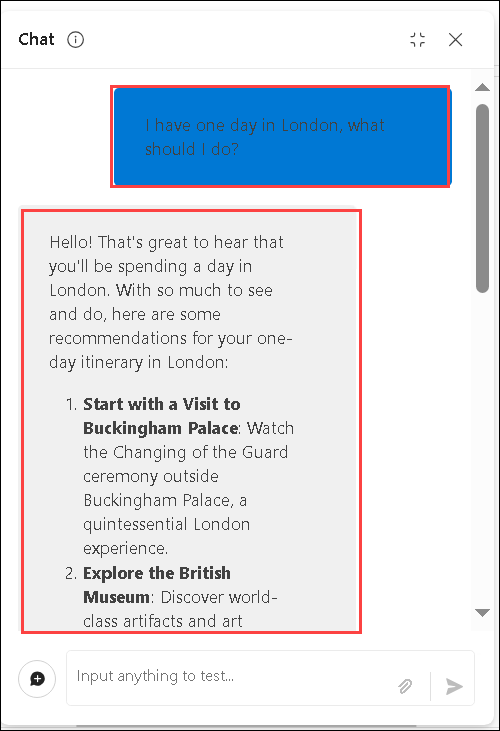 Chat
I have one day in London, what
should I do?
Hello! That's great to hear that
you'll be spending a day in
London. With so much to see
and do, here are some
recommendations for your one-
day itinerary in London:
1. Start with a Visit to
Buckingham Palace: Watch
the Changing of the Guard
ceremony outside
Buckingham Palace, a
quintessential London
experience.
2. Explore the British
Museum: Discover world-
class artifacts and art
Input anything to test...